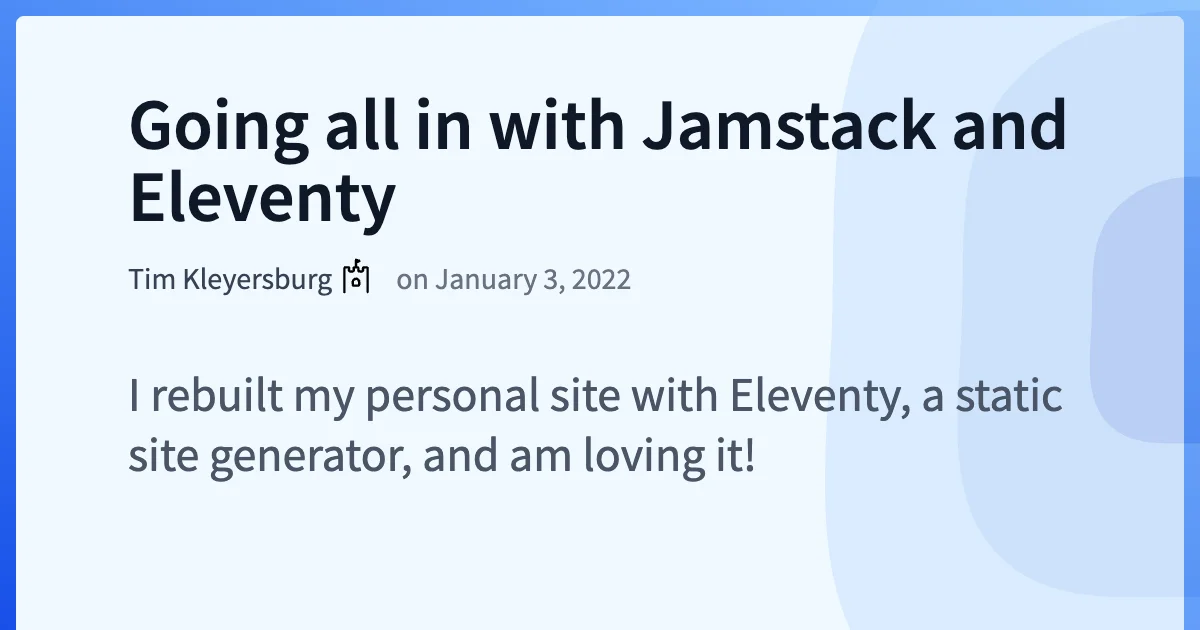 Going all in with Jamstack and
Eleventy
Tim Kleyersburg on January 3, 2022
I rebuilt my personal site with Eleventy, a static
site generator, and am loving it!